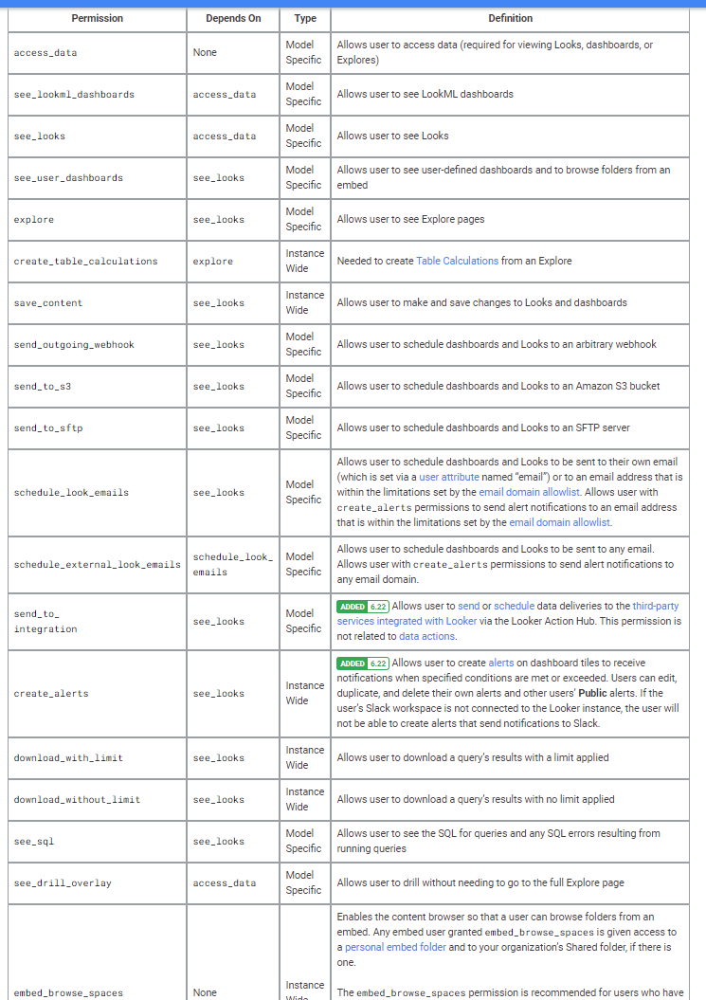 Permission Depends On Type Definition
access_data None Model Specific Allows user to access data (required for viewing Looks, dashboards, or
Explores)
see_lookml_dashboards access_data Model Specific Allows user to see LookML dashboards
see_looks access_data Model Specific Allows user to see Looks
see_user_dashboards see_looks Model Specific Allows user to see user-defined dashboards and to browse folders from an
embed
explore see_looks Model Specific Allows user to see Explore pages
create_table_calculations explore Instance Wide Needed to create Table Calculations from an Explore
save_content see_looks Instance Wide Allows user to make and save changes to Looks and dashboards
send_outgoing_webhook see_looks Model Specific Allows user to schedule dashboards and Looks to an arbitrary webhook
send_to_s3 see_looks Model Specific Allows user to schedule dashboards and Looks to an Amazon S3 bucket
send_to_sftp see_looks Model Specific Allows user to schedule dashboards and Looks to an SFTP server
schedule_look_emails see_looks Model Specific Allows user to schedule dashboards and Looks to be sent to their own email
(which is set via a user attribute named “email”) or to an email address that is
within the limitations set by the email domain allowlist. Allows user with
create_alerts permissions to send alert notifications to an email address
that is within the limitations set by the email domain allowlist.
schedule_external_look_emails schedule_look_ emails Model Specific Allows user to schedule dashboards and Looks to be sent to any email.
Allows user with create_alerts permissions to send alert notifications to
any email domain.
send_to_ integration see_looks Model Specific ADDED 6.22 Allows user to send or schedule data deliveries to the third-party
services integrated with Looker via the Looker Action Hub. This permission is
not related to data actions.
create_alerts see_looks Instance Wide ADDED 6.22 Allows user to create alerts on dashboard tiles to receive
notifications when specified conditions are met or exceeded. Users can edit,
duplicate, and delete their own alerts and other users’ Public alerts. If the
user’s Slack workspace is not connected to the Looker instance, the user will
not be able to create alerts that send notifications to Slack.
download_with_limit see_looks Instance Wide Allows user to download a query’s results with a limit applied
download_without_limit see_looks Instance Wide Allows user to download a query’s results with no limit applied
see_sql see_looks Model Specific Allows user to see the SQL for queries and any SQL errors resulting from
running queries
see_drill_overlay access_data Model Specific Allows user to drill without needing to go to the full Explore page
embed_browse_spaces None Instance Wide Enables the content browser so that a user can browse folders from an
embed. Any embed user granted embed_browse_spaces is given access to
a personal embed folder and to your organization’s Shared folder, if there is
one.
The embed_browse_spaces permission is recommended for users who have